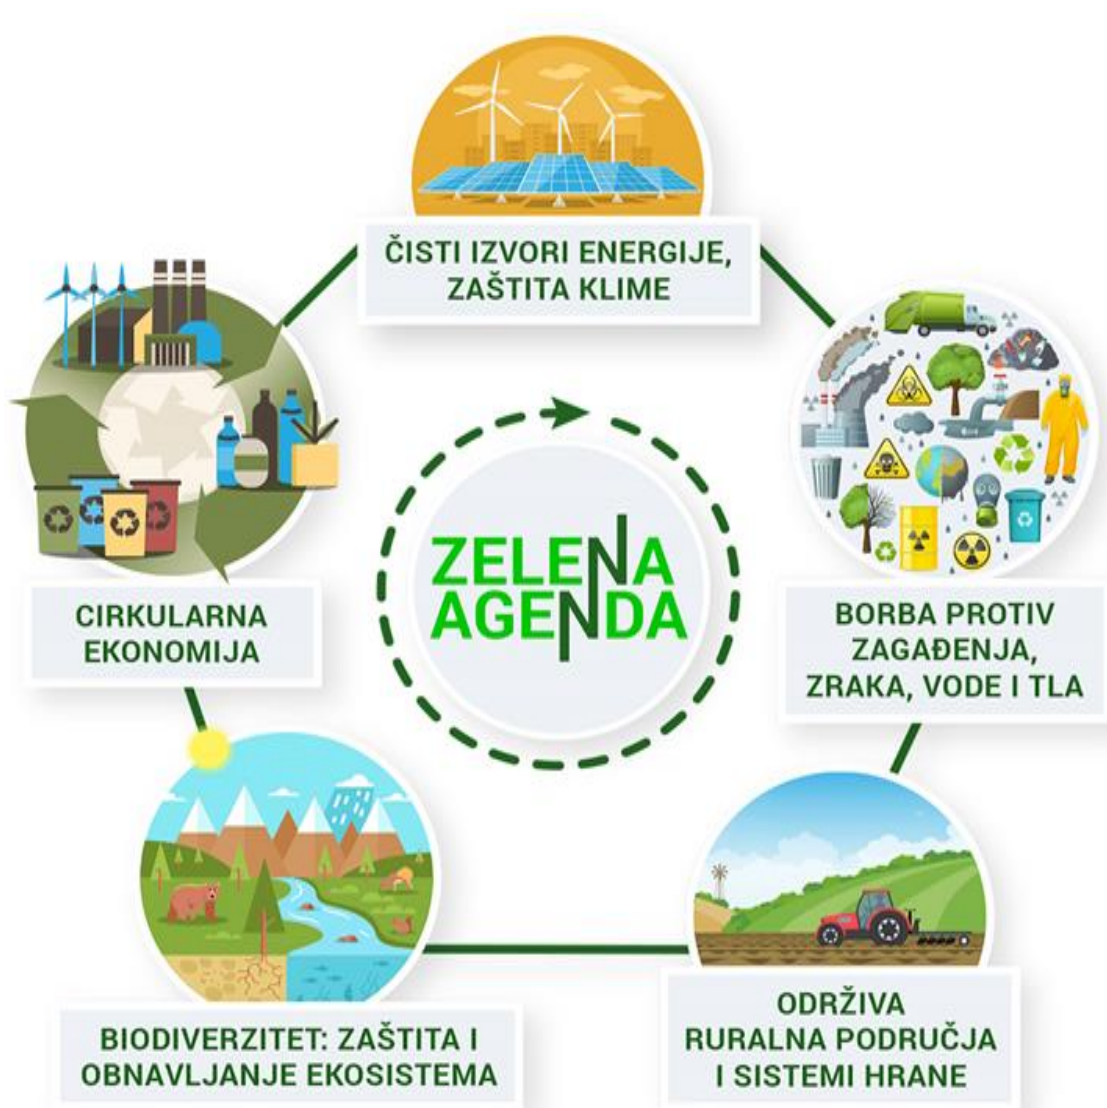 ČISTI IZVORI ENERGIJE,
ZAŠTITA KLIME
ZELENA
AGENDA
CIRKULARNA
EKONOMIJA
BORBA PROTIV
ZAGAĐENJA,
ZRAKA, VODE I TLA
BIODIVERZITET: ZAŠTITA I
OBNAVLJANJE EKOSISTEMA
ODRŽIVA
RURALNA PODRUČJA
I SISTEMI HRANE